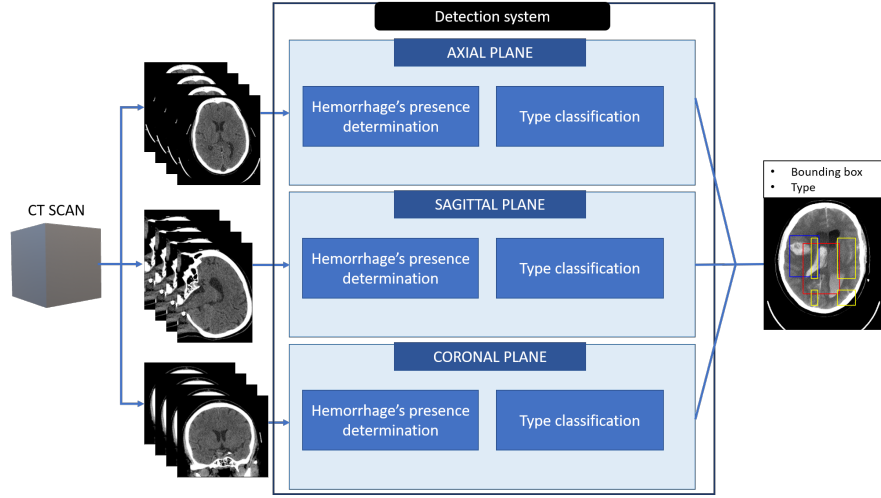 Detection system
AXIAL PLANE
Hemorrhage's presence
determination
Type classification
CT SCAN
SAGITTAL PLANE
Hemorrhage's presence
determination
Type classification
• Bounding box
• Type
CORONAL PLANE
Hemorrhage's presence
determination
Type classification